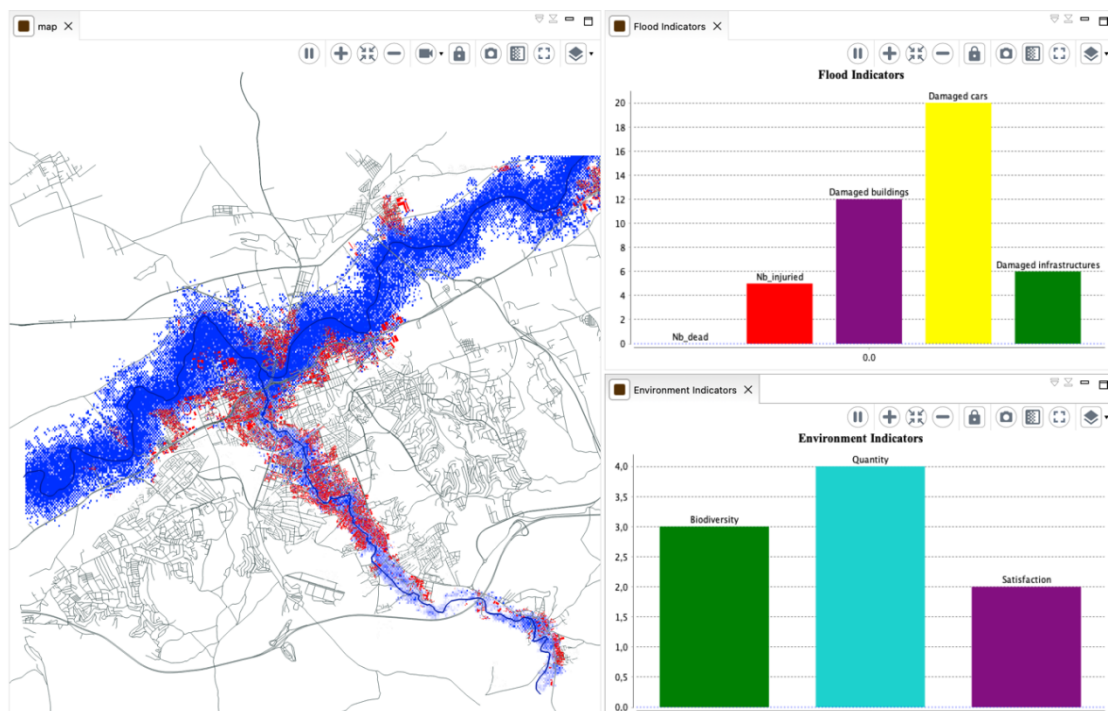 map
Flood Indicators
Flood Indicators
20
18
16
14
12
10
8
6
4
2
0
Damaged cars
Damaged buildings
Damaged infrastructures
Nb_injuried
Nb_dead
0.0
Environment Indicators
Environment Indicators
4,0
3,5
3,0
2,5
2,0
1,5
1,0
0,5
0.0
Quantity
Biodiversity
Satisfaction